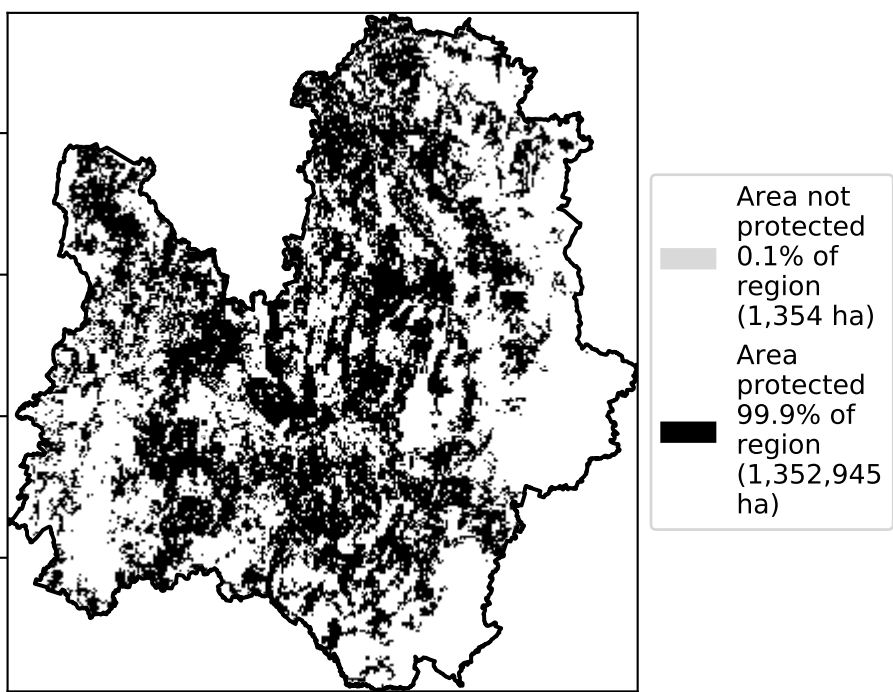 Area not
protected
0.1% of
region
(1,354 ha)
Area
protected
99.9% of
region
(1,352,945
ha)